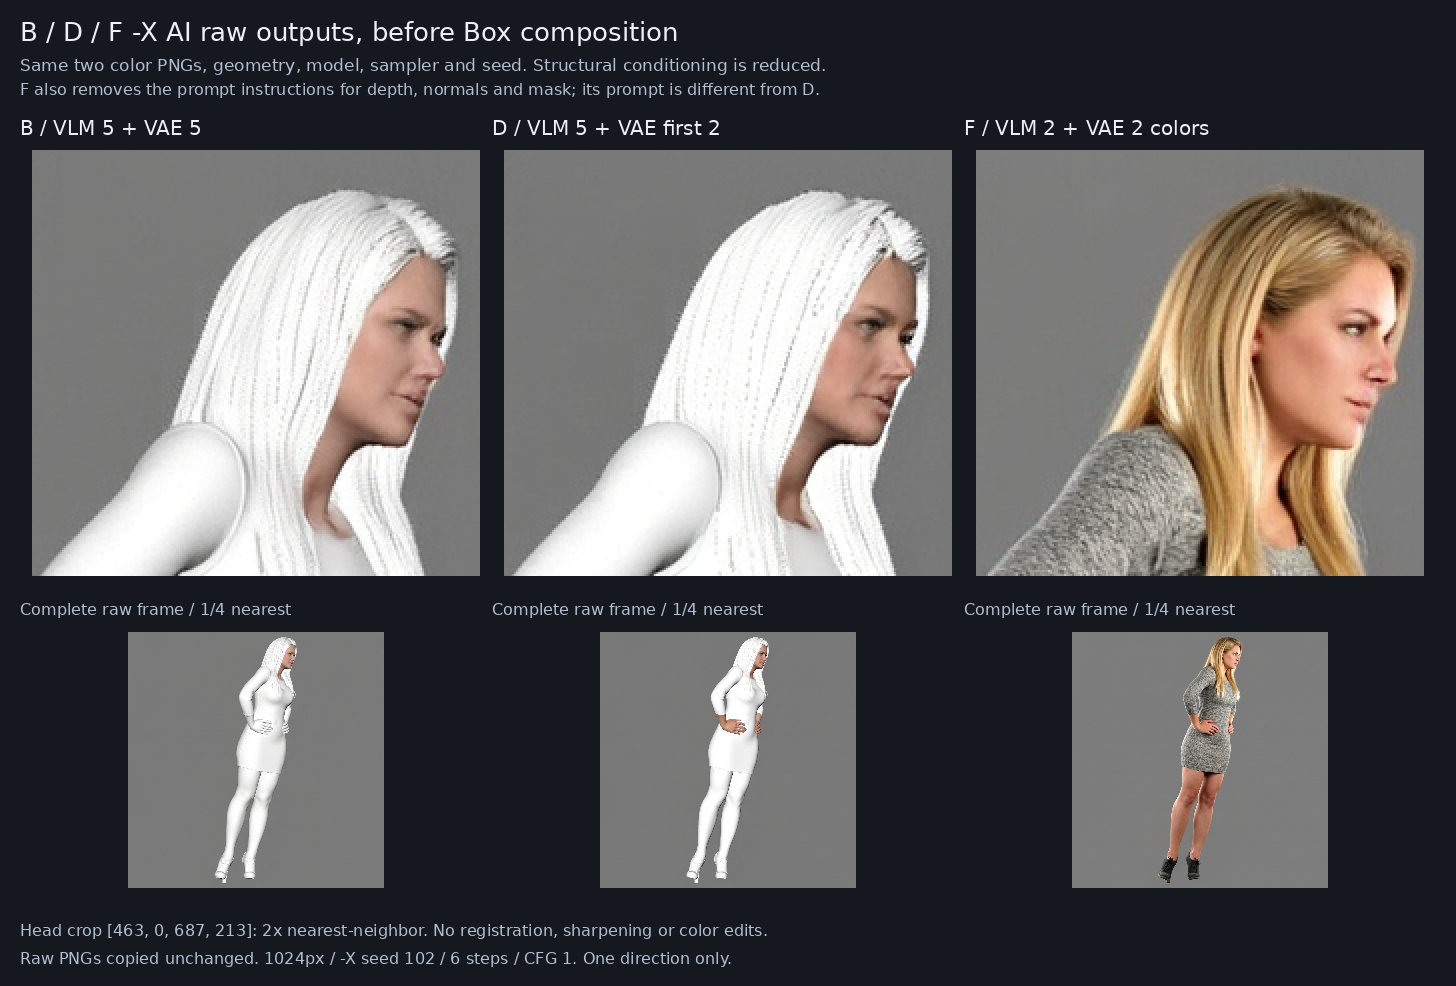 B / D / F -X AI raw outputs, before Box composition
Same two color PNGs, geometry, model, sampler and seed. Structural conditioning is reduced.
F also removes the prompt instructions for depth, normals and mask; its prompt is different from D.
B / VLM 5 + VAE 5
D / VLM 5 + VAE first 2
F / VLM 2 + VAE 2 colors
Complete raw frame / 1/4 nearest
Complete raw frame / 1/4 nearest
Complete raw frame / 1/4 nearest
Head crop [463, 0, 687, 213]: 2x nearest-neighbor. No registration, sharpening or color edits.
Raw PNGs copied unchanged. 1024px / -X seed 102 / 6 steps / CFG 1. One direction only.